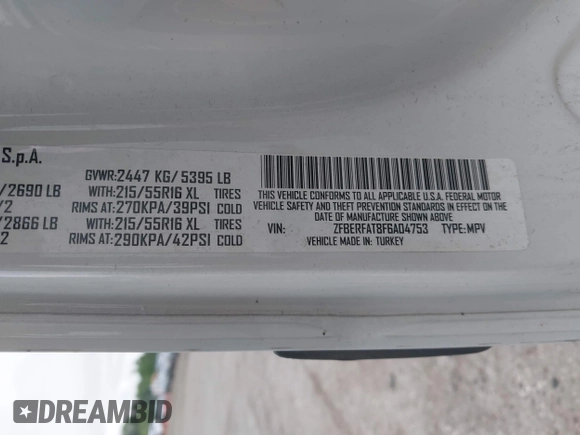 S.p.A.
GVWR:2447 KG/ 5395 LB
/2690 LB WITH:215/55R16 XL TIRES
/2 RIMS AT:270KPA/39PSI COLD
/2866 LB WITH:215/55R16 XL TIRES
2 RIMS AT:290KPA/42PSI COLD
THIS VEHICLE CONFORMS TO ALL APPLICABLE U.S.A. FEDERAL MOTOR
VEHICLE SAFETY AND THEFT PREVENTION STANDARDS IN EFFECT ON THE
DATE OF MANUFACTURE SHOWN ABOVE
VIN: ZFBERFATBF6A04753 TYPE:MPV
VEHICLE MADE IN: TURKEY
DREAMBID